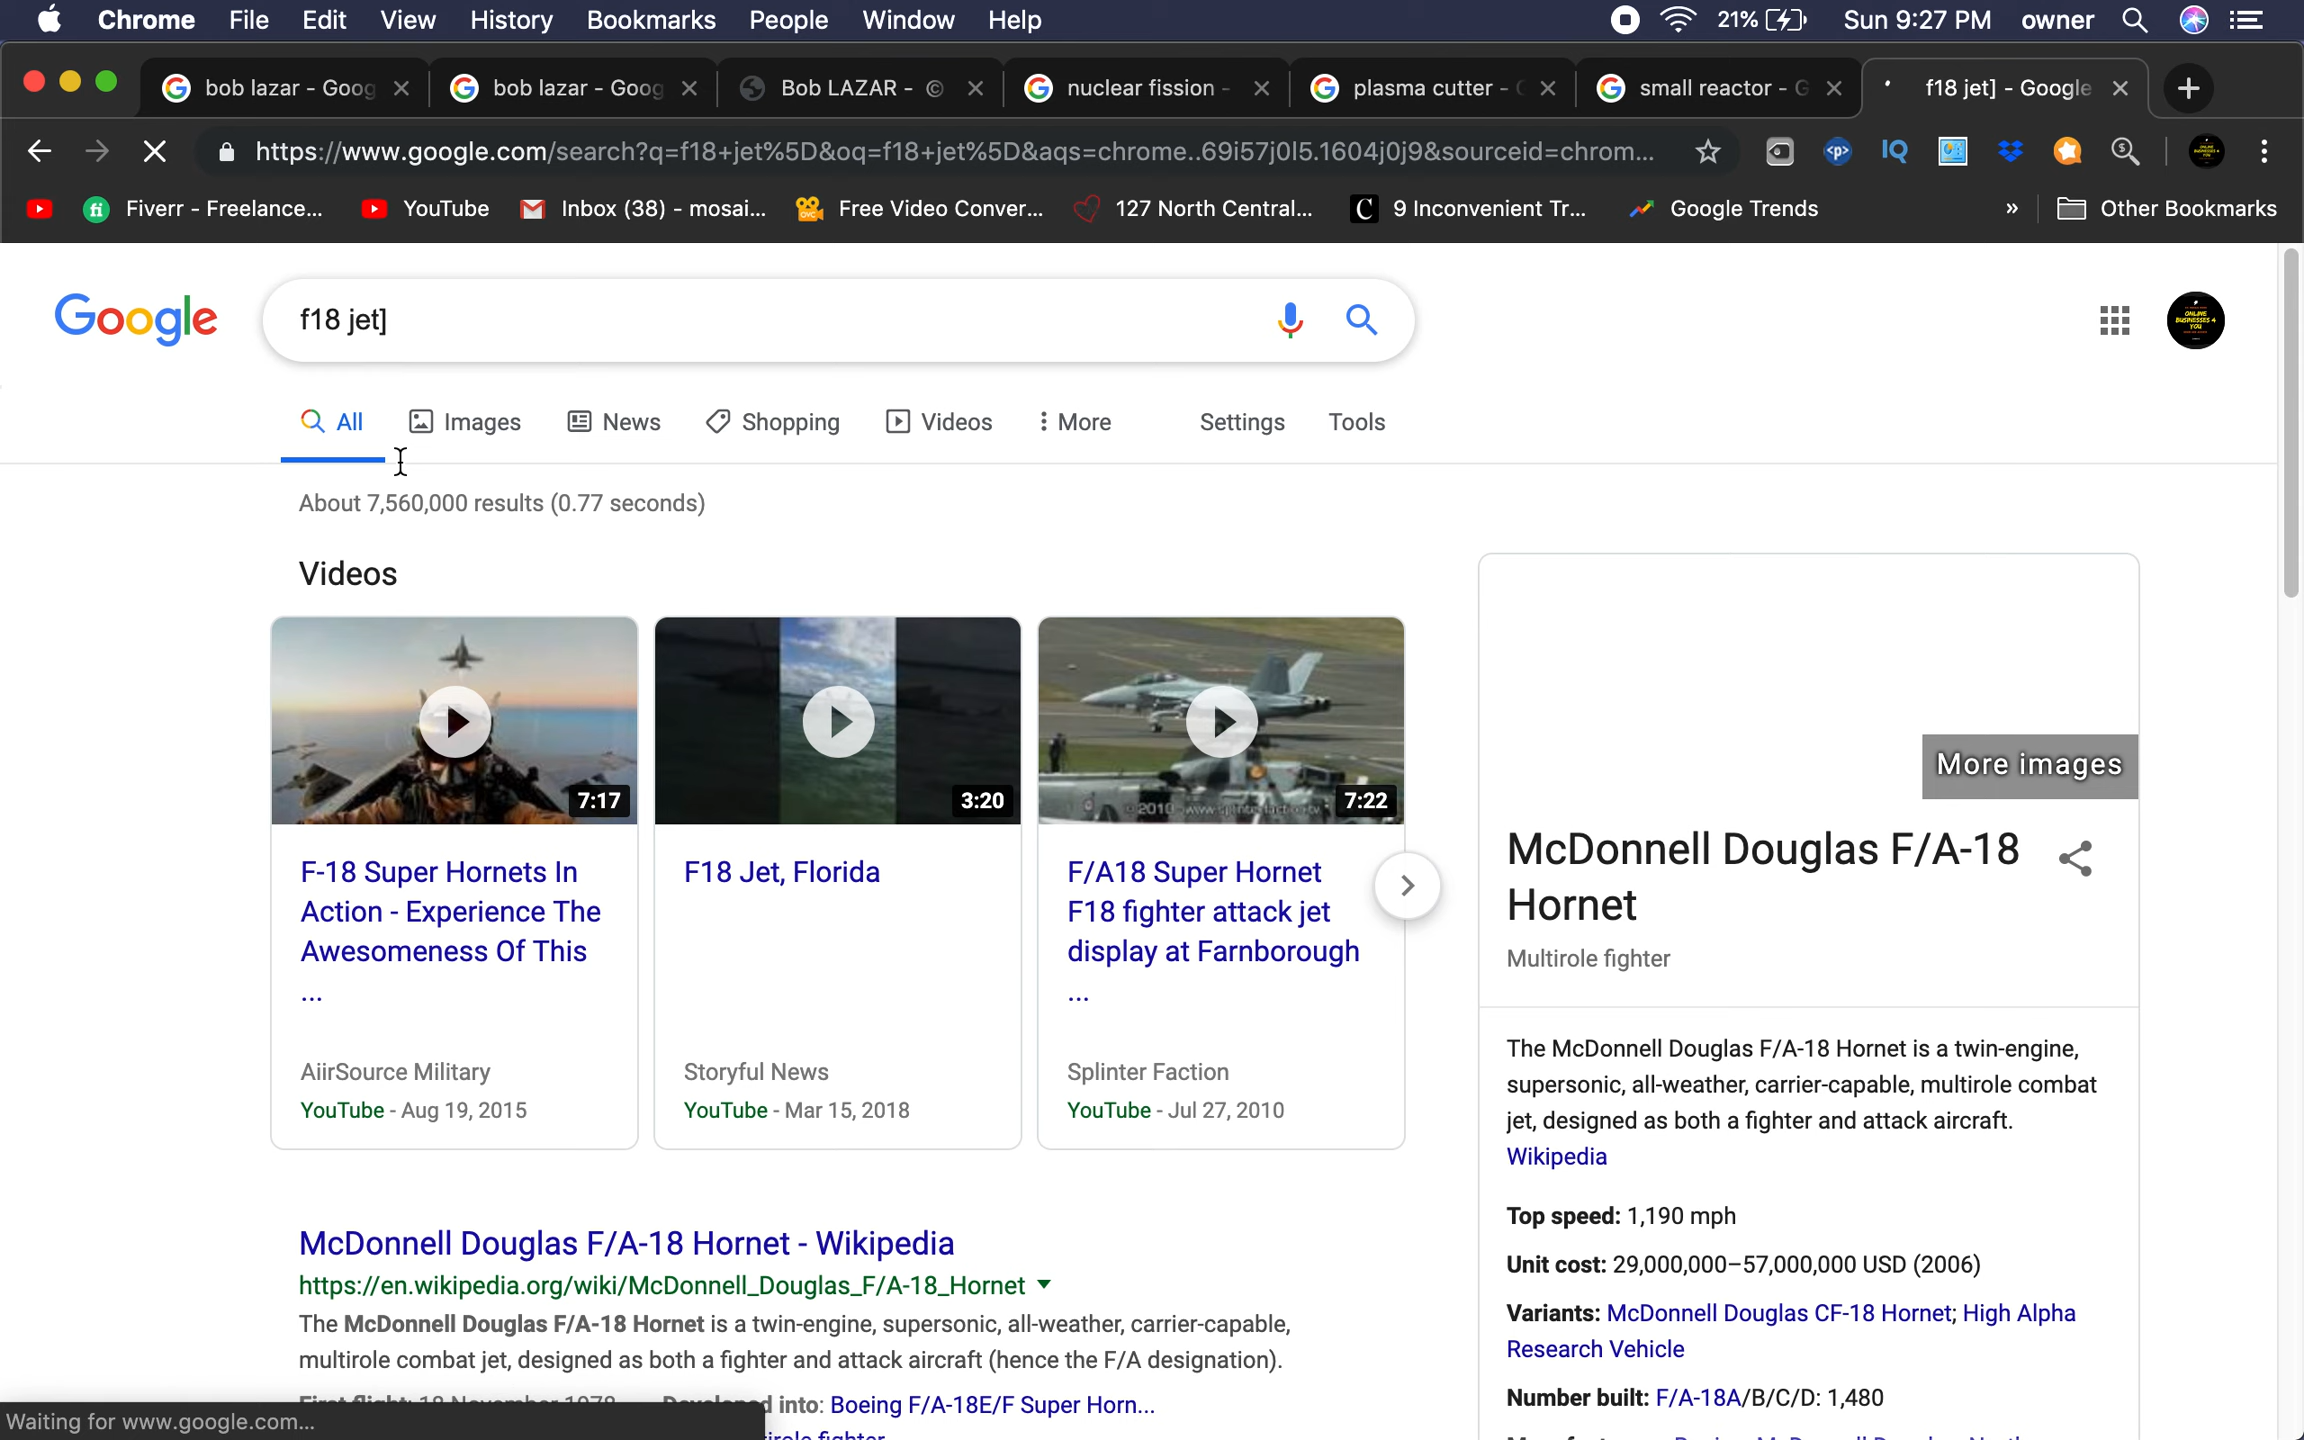 Chrome File Edit View History Bookmarks People Window Help 21% Sun 9:27 PM owner
bob lazar - Goog bob lazar - Goog Bob LAZAR - © nuclear fission - plasma cutter - small reactor - G f18 jet] - Google
https://www.google.com/search?q=f18+jet%5D&oq=f18+jet%5D&aqs=chrome..69i57j0l5.1604j0j9&sourceid=chrom...
Fiverr - Freelance... YouTube Inbox (38) - mosai... Free Video Conver... 127 North Central... 9 Inconvenient Tr... Google Trends » Other Bookmarks
Google
f18 jet]
All Images News Shopping Videos More Settings Tools
About 7,560,000 results (0.77 seconds)
Videos
7:17
3:20
7:22
F-18 Super Hornets In
Action - Experience The
Awesomeness Of This
...
AiirSource Military
YouTube - Aug 19, 2015
F18 Jet, Florida
Storyful News
YouTube - Mar 15, 2018
F/A18 Super Hornet
F18 fighter attack jet
display at Farnborough
...
Splinter Faction
YouTube - Jul 27, 2010
McDonnell Douglas F/A-18 Hornet - Wikipedia
https://en.wikipedia.org/wiki/McDonnell_Douglas_F/A-18_Hornet
The McDonnell Douglas F/A-18 Hornet is a twin-engine, supersonic, all-weather, carrier-capable,
multirole combat jet, designed as both a fighter and attack aircraft (hence the F/A designation).
into: Boeing F/A-18E/F Super Horn...
More images
McDonnell Douglas F/A-18
Hornet
Multirole fighter
The McDonnell Douglas F/A-18 Hornet is a twin-engine,
supersonic, all-weather, carrier-capable, multirole combat
jet, designed as both a fighter and attack aircraft.
Wikipedia
Top speed: 1,190 mph
Unit cost: 29,000,000–57,000,000 USD (2006)
Variants: McDonnell Douglas CF-18 Hornet; High Alpha
Research Vehicle
Number built: F/A-18A/B/C/D: 1,480
Waiting for www.google.com...